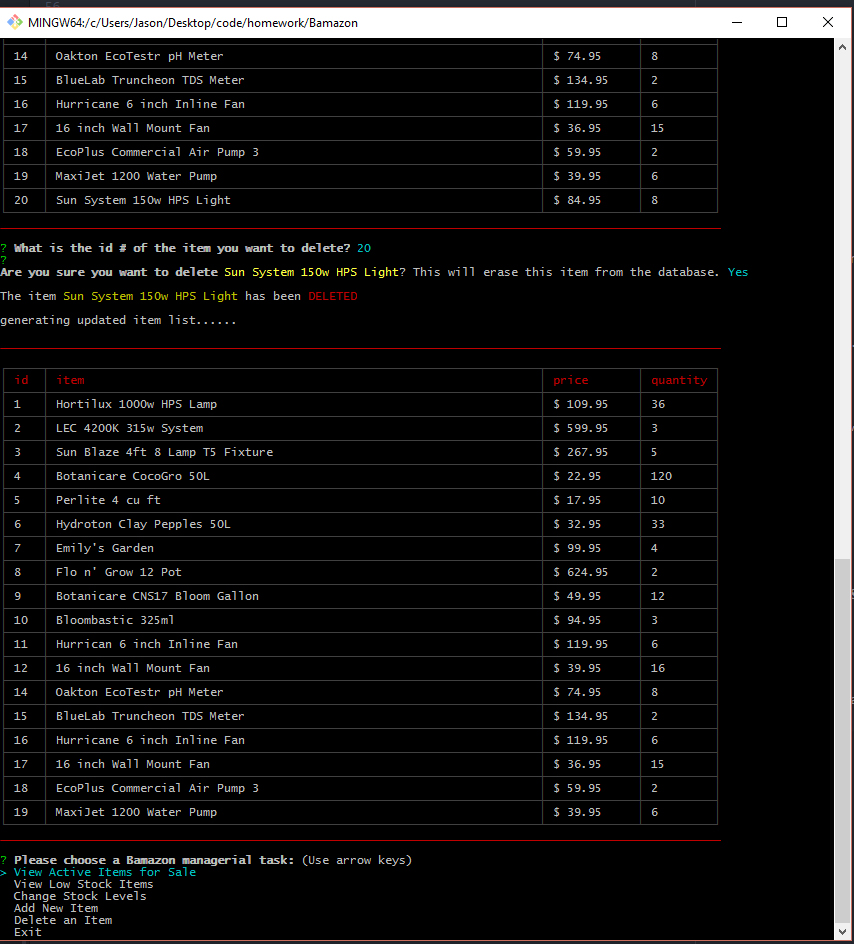 MINGW64:/c/Users/Jason/Desktop/code/homework/Bamazon
14 Oakton EcoTestr pH Meter $ 74.95 8
15 BlueLab Truncheon TDS Meter $ 134.95 2
16 Hurricane 6 inch Inline Fan $ 119.95 6
17 16 inch Wall Mount Fan $ 36.95 15
18 EcoPlus Commercial Air Pump 3 $ 59.95 2
19 MaxiJet 1200 Water Pump $ 39.95 6
20 Sun System 150w HPS Light $ 84.95 8
? What is the id # of the item you want to delete? 20
?
Are you sure you want to delete Sun System 150w HPS Light? This will erase this item from the database. Yes
The item Sun System 150w HPS Light has been DELETED
generating updated item list......
id item price quantity
1 Hortilux 1000w HPS Lamp $ 109.95 36
2 LEC 4200K 315w System $ 599.95 3
3 Sun Blaze 4ft 8 Lamp T5 Fixture $ 267.95 5
4 Botanicare CocoGro 50L $ 22.95 120
5 Perlite 4 cu ft $ 17.95 10
6 Hydroton Clay Pepples 50L $ 32.95 33
7 Emily's Garden $ 99.95 4
8 Flo n' Grow 12 Pot $ 624.95 2
9 Botanicare CNS17 Bloom Gallon $ 49.95 12
10 Bloombastic 325ml $ 94.95 3
11 Hurrican 6 inch Inline Fan $ 119.95 6
12 16 inch Wall Mount Fan $ 39.95 16
14 Oakton EcoTestr pH Meter $ 74.95 8
15 BlueLab Truncheon TDS Meter $ 134.95 2
16 Hurricane 6 inch Inline Fan $ 119.95 6
17 16 inch Wall Mount Fan $ 36.95 15
18 EcoPlus Commercial Air Pump 3 $ 59.95 2
19 MaxiJet 1200 Water Pump $ 39.95 6
? Please choose a Bamazon managerial task: (Use arrow keys)
> View Active Items for Sale
View Low Stock Items
Change Stock Levels
Add New Item
Delete an Item
Exit